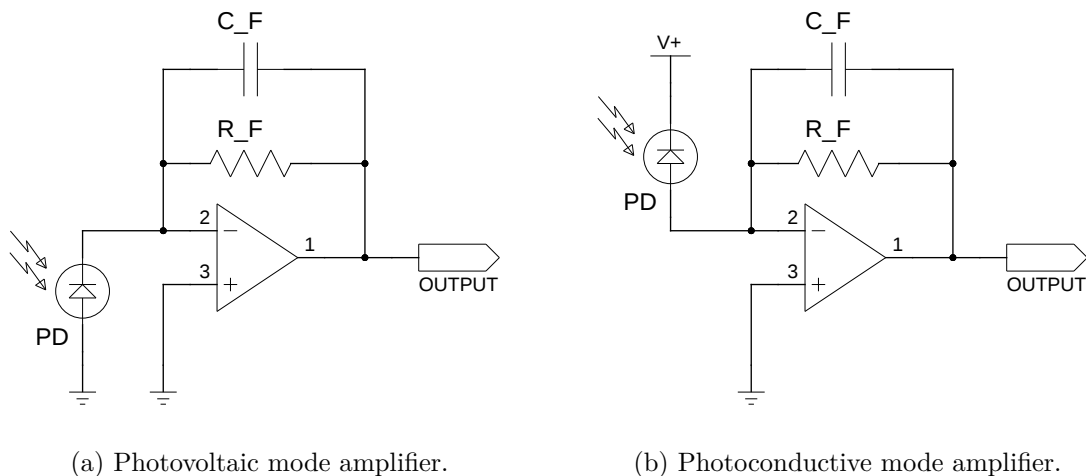 C_F
R_F
2
−
1
3
+
OUTPUT
PD
(a) Photovoltaic mode amplifier.
C_F
V+
R_F
PD
2
−
1
3
+
OUTPUT
(b) Photoconductive mode amplifier.